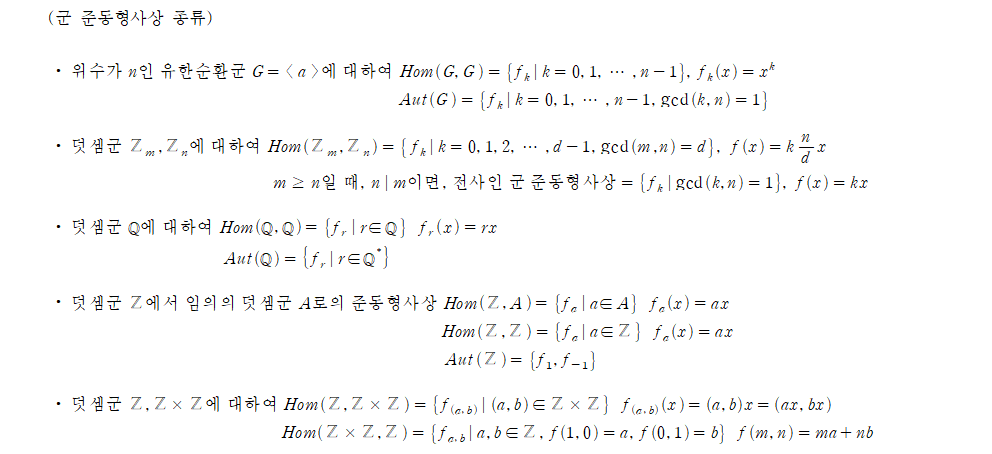 (군 준동형사상 종류)
· 위수가 n인 유한순환군 G=⟨a⟩에 대하여 Hom(G,G)={f_k | k=0,1,⋯,n-1}, f_k(x)=x^k
Aut(G)={f_k | k=0,1,⋯,n-1, gcd(k,n)=1}
· 덧셈군 ℤ_m,ℤ_n에 대하여 Hom(ℤ_m,ℤ_n)={f_k | k=0,1,2,⋯,d-1, gcd(m,n)=d}, f(x)=k\frac{n}{d}x
m≥n일 때, n|m이면, 전사인 군 준동형사상={f_k | gcd(k,n)=1}, f(x)=kx
· 덧셈군 ℚ에 대하여 Hom(ℚ,ℚ)={f_r | r∈ℚ} f_r(x)=rx
Aut(ℚ)={f_r | r∈ℚ^*}
· 덧셈군 ℤ에서 임의의 덧셈군 A로의 준동형사상 Hom(ℤ,A)={f_a | a∈A} f_a(x)=ax
Hom(ℤ,ℤ)={f_a | a∈ℤ} f_a(x)=ax
Aut(ℤ)={f_1,f_{-1}}
· 덧셈군 ℤ,ℤ×ℤ에 대하여 Hom(ℤ,ℤ×ℤ)={f_{(a,b)} | (a,b)∈ℤ×ℤ} f_{(a,b)}(x)=(a,b)x=(ax,bx)
Hom(ℤ×ℤ,ℤ)={f_{a,b} | a,b∈ℤ, f(1,0)=a, f(0,1)=b} f(m,n)=ma+nb